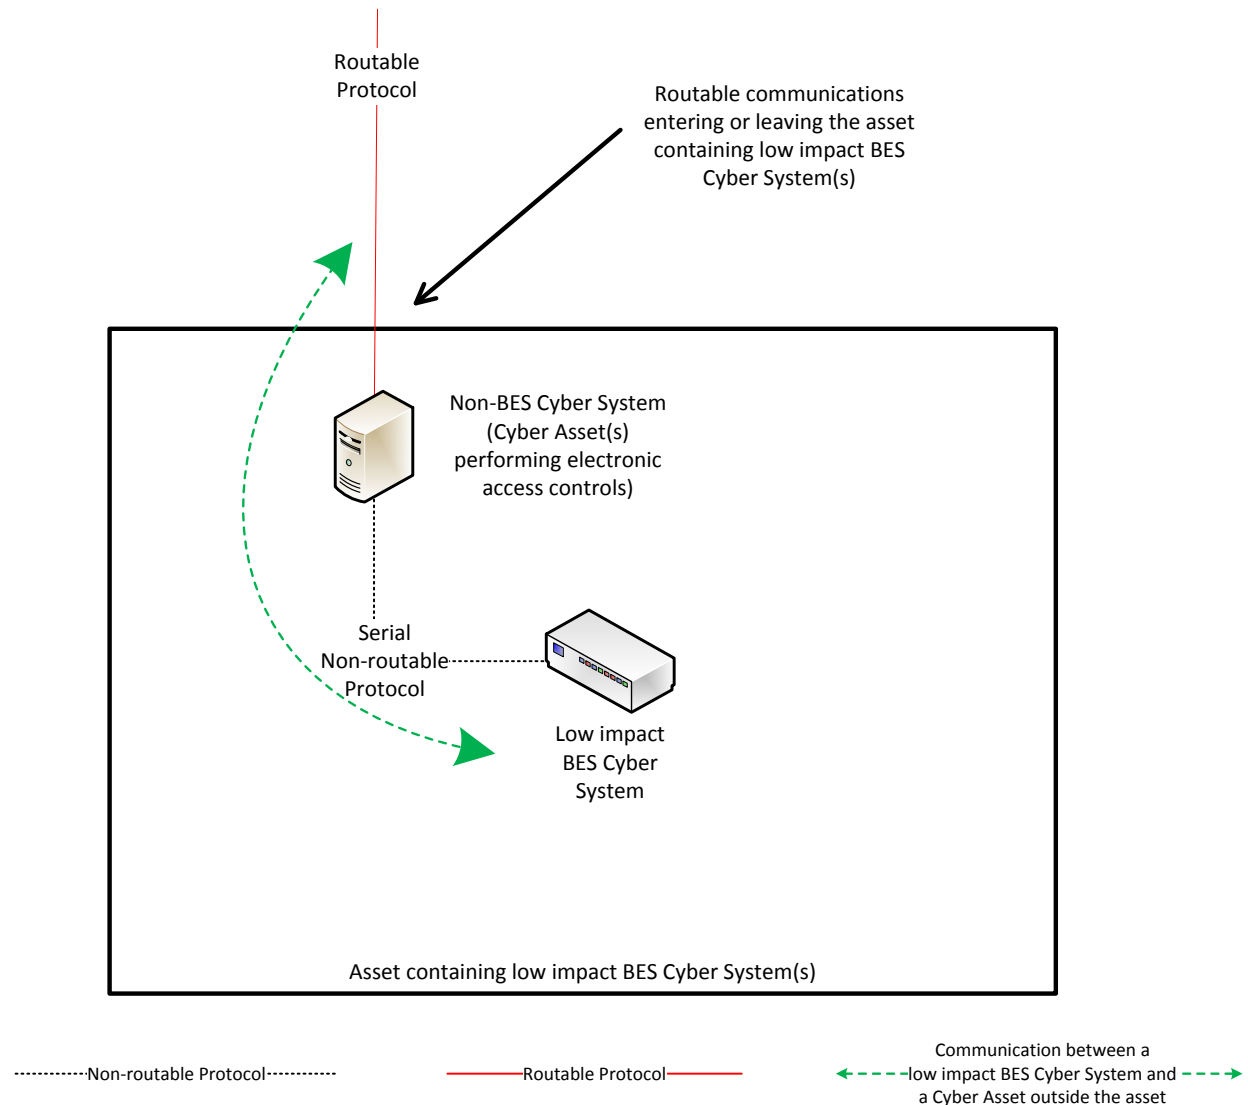 Routable
Protocol
Routable communications
entering or leaving the asset
containing low impact BES
Cyber System(s)
Non-BES Cyber System
(Cyber Asset(s)
performing electronic
access controls)
Serial
Non-routable
Protocol
Low impact
BES Cyber
System
Asset containing low impact BES Cyber System(s)
Non-routable Protocol
Routable Protocol
Communication between a
low impact BES Cyber System and
a Cyber Asset outside the asset